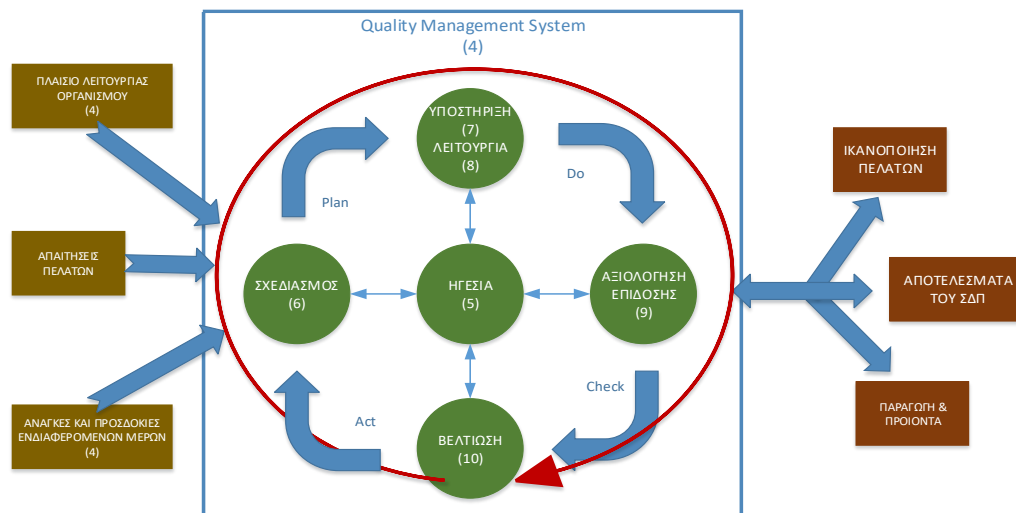 Quality Management System
(4)
ΠΛΑΙΣΙΟ ΛΕΙΤΟΥΡΓΙΑΣ
ΟΡΓΑΝΙΣΜΟΥ
(4)
ΑΠΑΙΤΗΣΕΙΣ
ΠΕΛΑΤΩΝ
ΑΝΑΓΚΕΣ ΚΑΙ ΠΡΟΣΔΟΚΙΕΣ
ΕΝΔΙΑΦΕΡΟΜΕΝΩΝ ΜΕΡΩΝ
(4)
ΥΠΟΣΤΗΡΙΞΗ
(7)
ΛΕΙΤΟΥΡΓΙΑ
(8)
Plan
Do
ΣΧΕΔΙΑΣΜΟΣ
(6)
ΗΓΕΣΙΑ
(5)
ΑΞΙΟΛΟΓΗΣΗ
ΕΠΙΔΟΣΗΣ
(9)
Act
Check
ΒΕΛΤΙΩΣΗ
(10)
ΙΚΑΝΟΠΟΙΗΣΗ
ΠΕΛΑΤΩΝ
ΑΠΟΤΕΛΕΣΜΑΤΑ
ΤΟΥ ΣΔΠ
ΠΑΡΑΓΩΓΗ &
ΠΡΟΙΟΝΤΑ